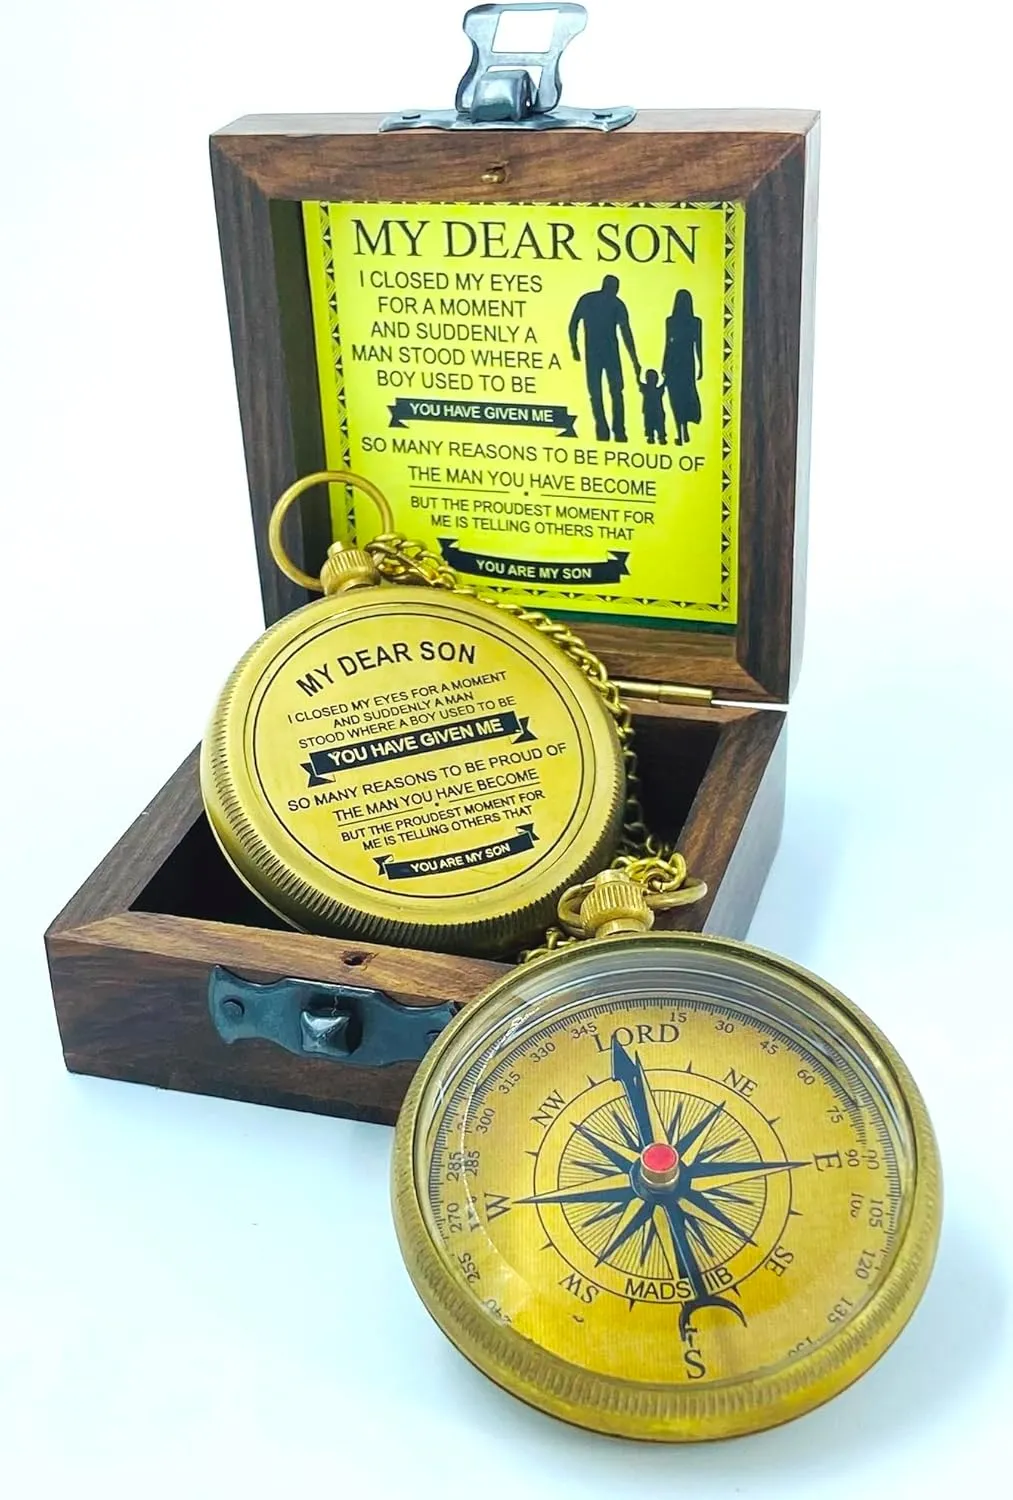 MY DEAR SON
I CLOSED MY EYES
FOR A MOMENT
AND SUDDENLY A
MAN STOOD WHERE A
BOY USED TO BE
YOU HAVE GIVEN ME
SO MANY REASONS TO BE PROUD OF
THE MAN YOU HAVE BECOME
BUT THE PROUDEST MOMENT FOR
ME IS TELLING OTHERS THAT
YOU ARE MY SON
MY DEAR SON
I CLOSED MY EYES FOR A MOMENT
AND SUDDENLY A MAN
STOOD WHERE A BOY USED TO BE
YOU HAVE GIVEN ME
SO MANY REASONS TO BE PROUD OF
THE MAN YOU HAVE BECOME
BUT THE PROUDEST MOMENT FOR
ME IS TELLING OTHERS THAT
YOU ARE MY SON
LORD
15
30
45
60
75
90
105
120
135
255
270
285
300
315
330
345
NE
E
SE
S
SW
W
NW
MADS IIB